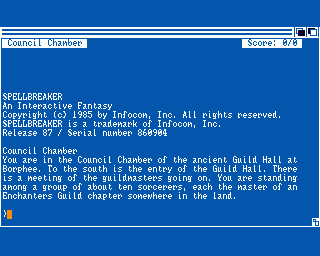 Council Chamber Score: 0/0
SPELLBREAKER
An Interactive Fantasy
Copyright (c) 1985 by Infocom, Inc. All rights reserved.
SPELLBREAKER is a trademark of Infocom, Inc.
Release 87 / Serial number 860904
Council Chamber
You are in the Council Chamber of the ancient Guild Hall at
Borphee. To the south is the entry of the Guild Hall. There
is a meeting of the guildmasters going on. You are standing
among a group of about ten sorcerers, each the master of an
Enchanters Guild chapter somewhere in the land.
>